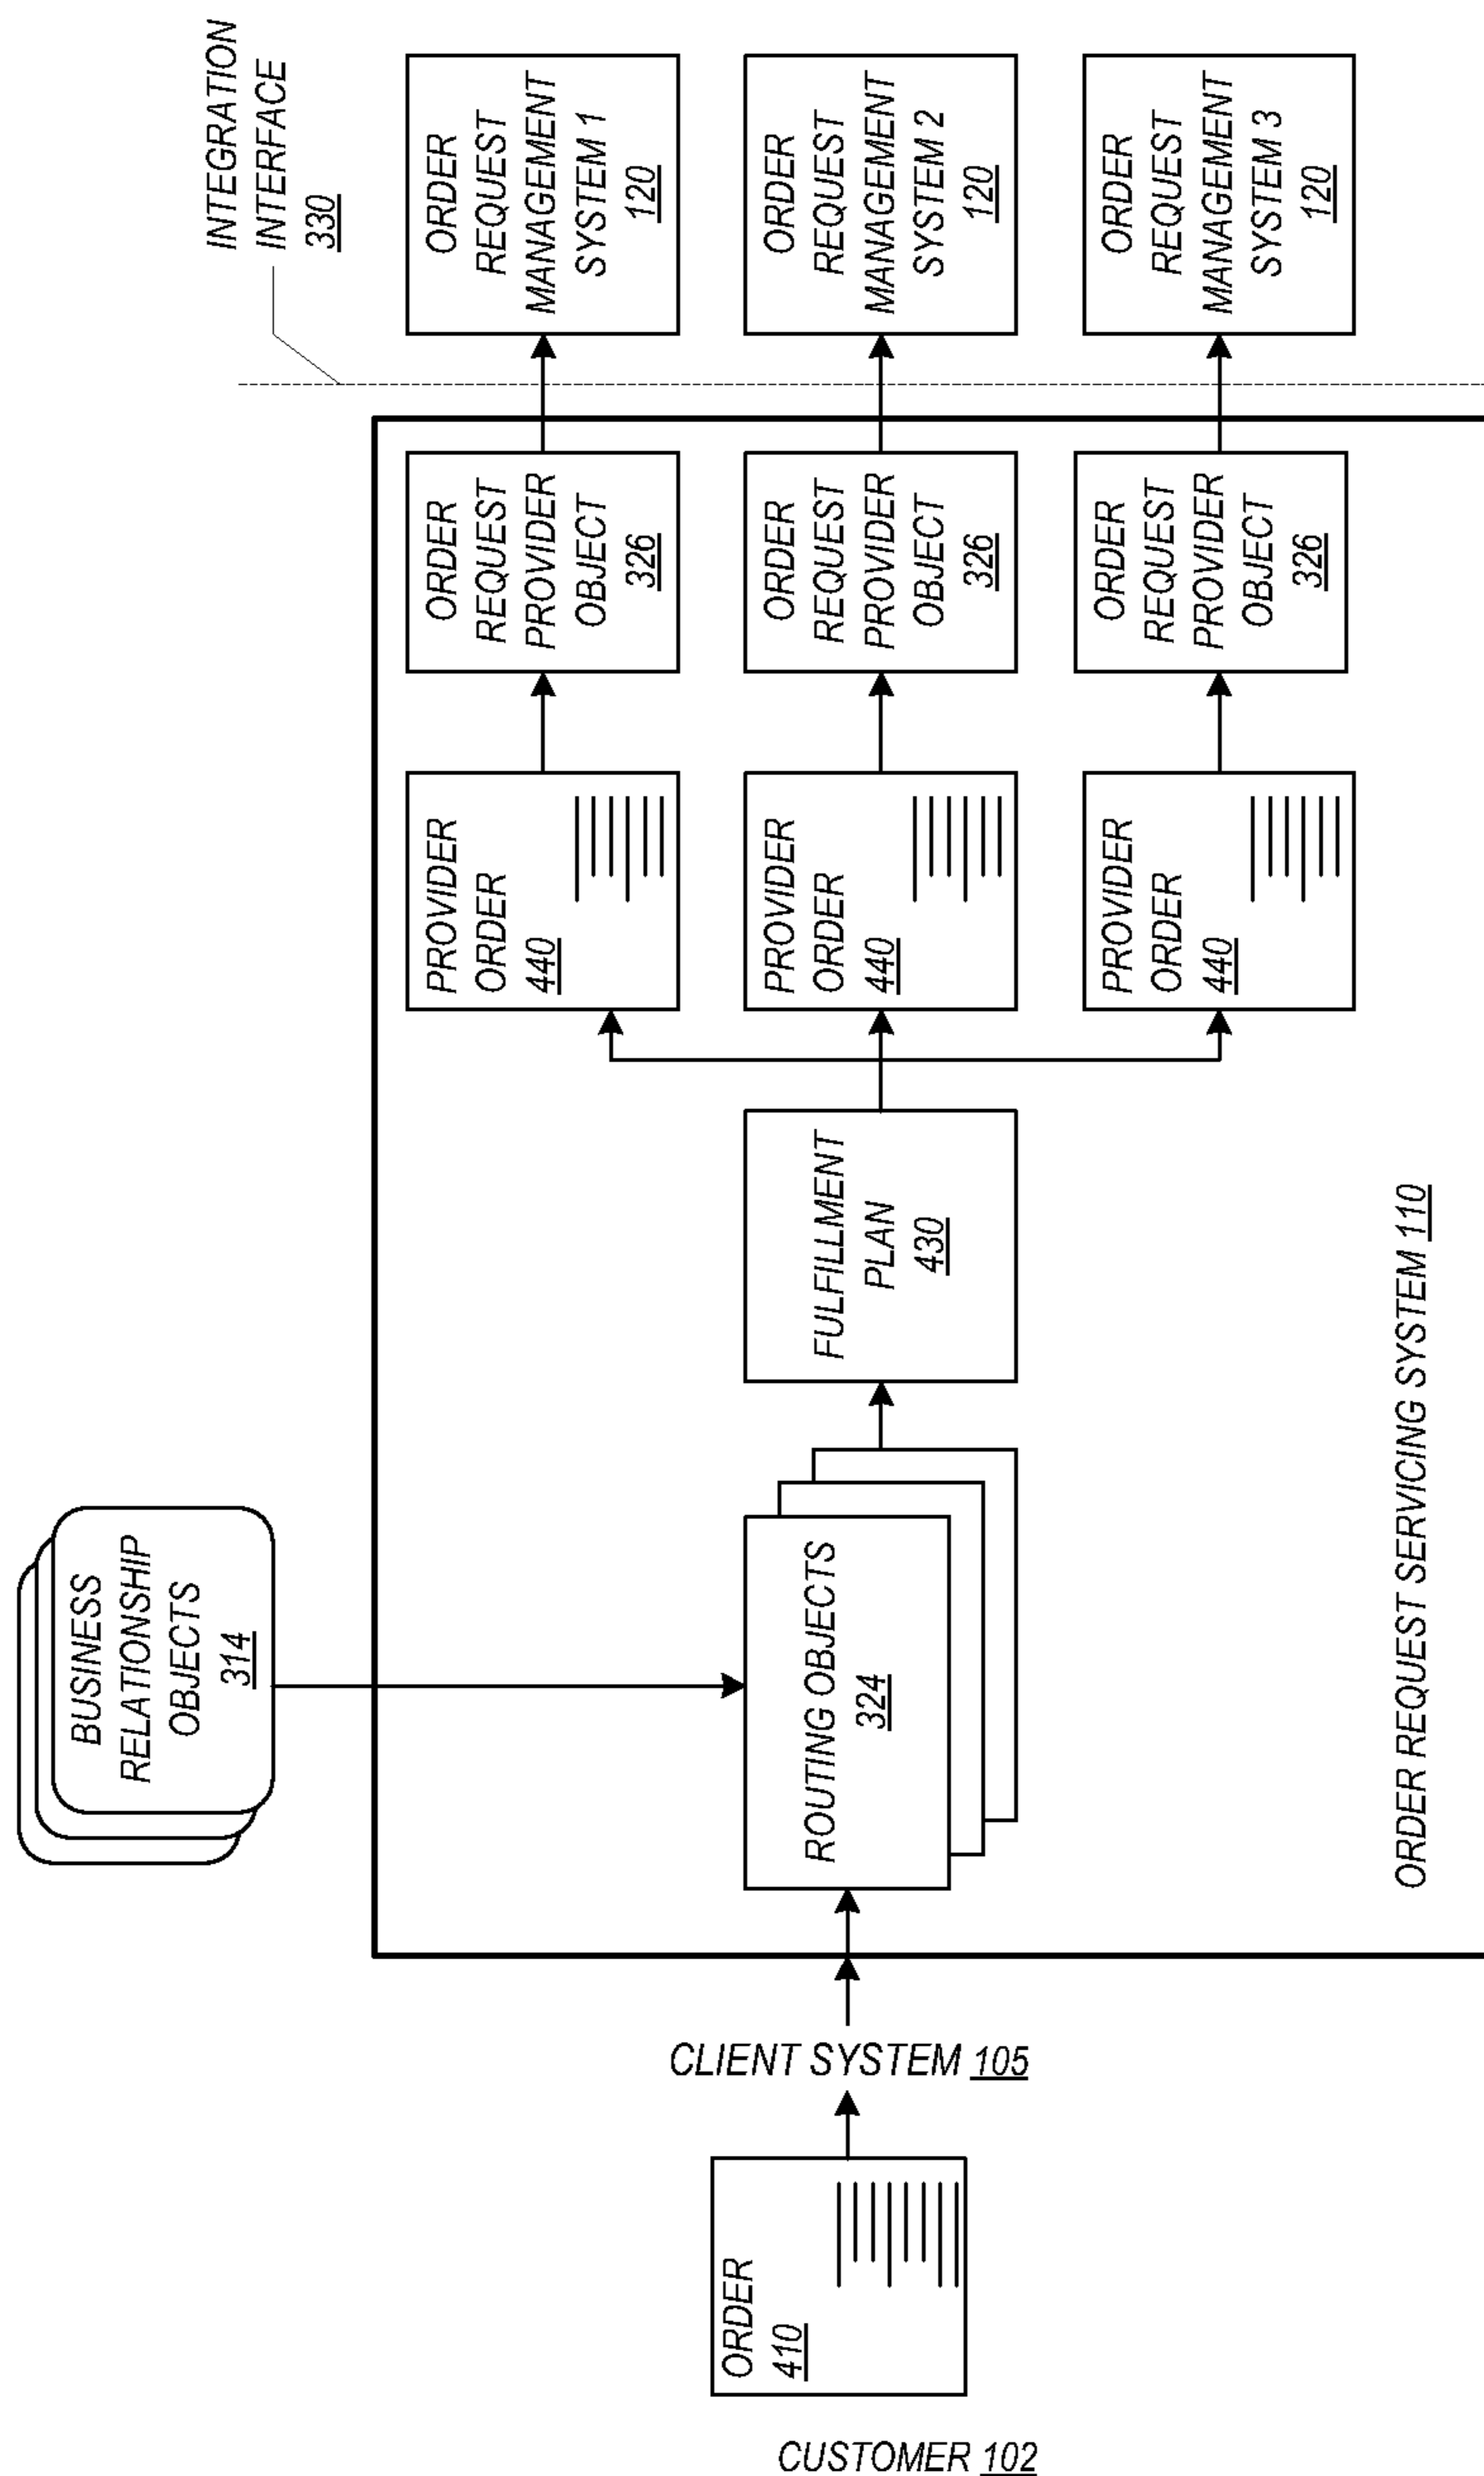 INTEGRATION
INTERFACE
330
BUSINESS
RELATIONSHIP
OBJECTS
314
ORDER
REQUEST
MANAGEMENT
SYSTEM 1
120
ORDER
REQUEST
PROVIDER
OBJECT
326
PROVIDER
ORDER
440
ORDER
REQUEST
MANAGEMENT
SYSTEM 2
120
ORDER
REQUEST
PROVIDER
OBJECT
326
PROVIDER
ORDER
440
FULFILLMENT
PLAN
430
ROUTING OBJECTS
324
CLIENT SYSTEM 105
ORDER
410
CUSTOMER 102
ORDER
REQUEST
MANAGEMENT
SYSTEM 3
120
ORDER
REQUEST
PROVIDER
OBJECT
326
PROVIDER
ORDER
440
ORDER REQUEST SERVICING SYSTEM 110